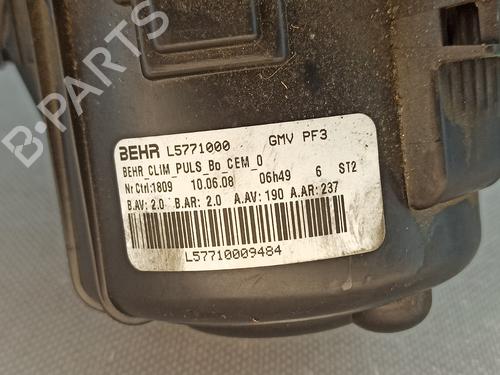 B-PARTS
BEHR L5771000 GMV PF3
BEHR_CLIM_PULS_Bo_CEM_0
Nr Ctrl:1809 10.06.08 06h49 6 ST2
B.AV: 2.0 B.AR: 2.0 A.AV: 190 A.AR: 237
L57710009484